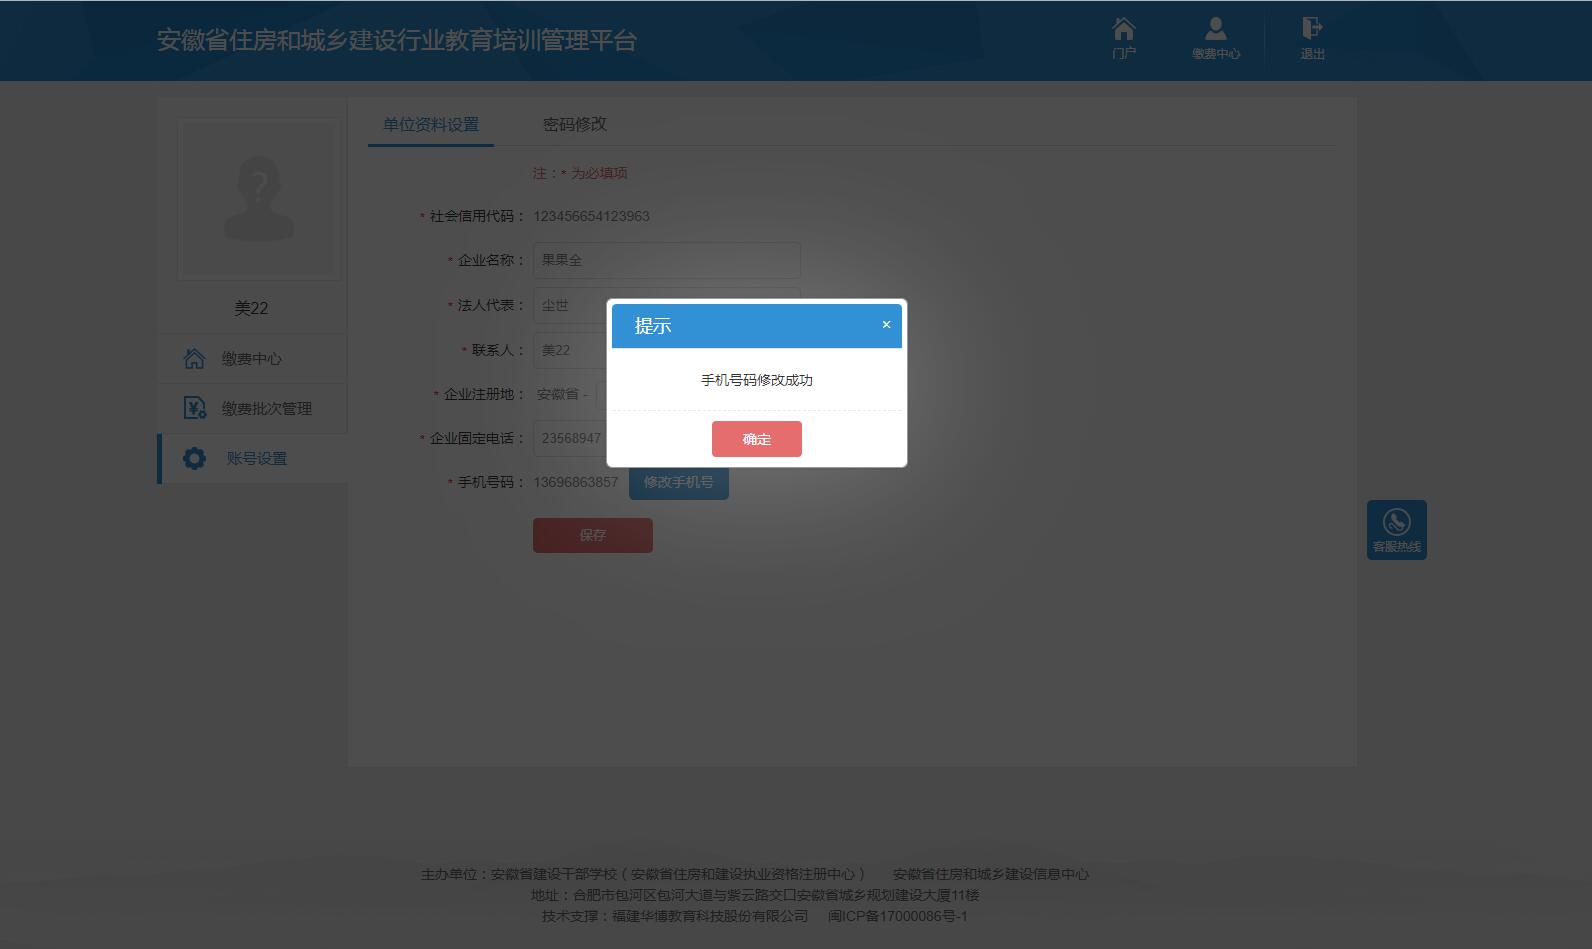 安徽省住房和城乡建设行业教育培训管理平台
门户
缴费中心
退出
美22
缴费中心
缴费批次管理
账号设置
单位资料设置
密码修改
注：* 为必填项
* 社会信用代码： 123456654123963
* 企业名称： 果果全
* 法人代表： 尘世
* 联系人： 美22
* 企业注册地： 安徽省 -
* 企业固定电话： 23568947
* 手机号码： 13696863857 修改手机号
保存
提示 ×
手机号码修改成功
确定
客服热线
主办单位：安徽省建设干部学校（安徽省住房和建设执业资格注册中心） 安徽省住房和城乡建设信息中心
地址：合肥市包河区包河大道与紫云路交口安徽省城乡规划建设大厦11楼
技术支撑：福建华博教育科技股份有限公司 闽ICP备17000086号-1